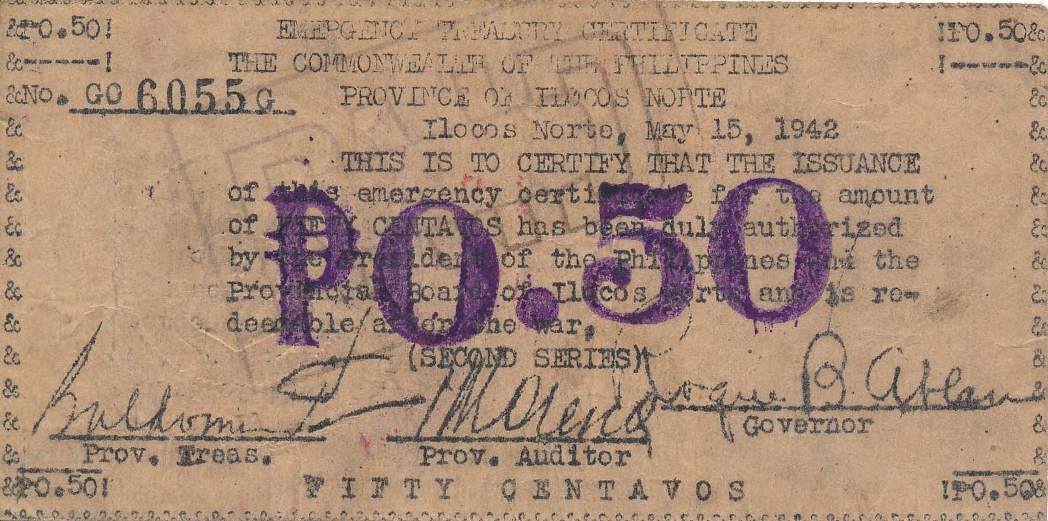 &₱0.50! EMERGENCY TREASURY CERTIFICATE !₱0.50&
&-----! THE COMMONWEALTH OF THE PHILIPPINES !-----&
&No. GO 6055G PROVINCE OF ILOCOS NORTE &
& Ilocos Norte, May 15, 1942 &
& THIS IS TO CERTIFY THAT THE ISSUANCE &
& of this emergency certificate for the amount &
& of FIFTY CENTAVOS has been duly authorized &
& by the President of the Philippines and the &
& Provincial Board of Ilocos Norte and is re- &
& deemable after the war. &
₱0.50
& (SECOND SERIES) &
& Roque B. Ablan &
& Governor &
& Prov. Treas. Prov. Auditor &
&₱0.50! FIFTY CENTAVOS !₱0.50&